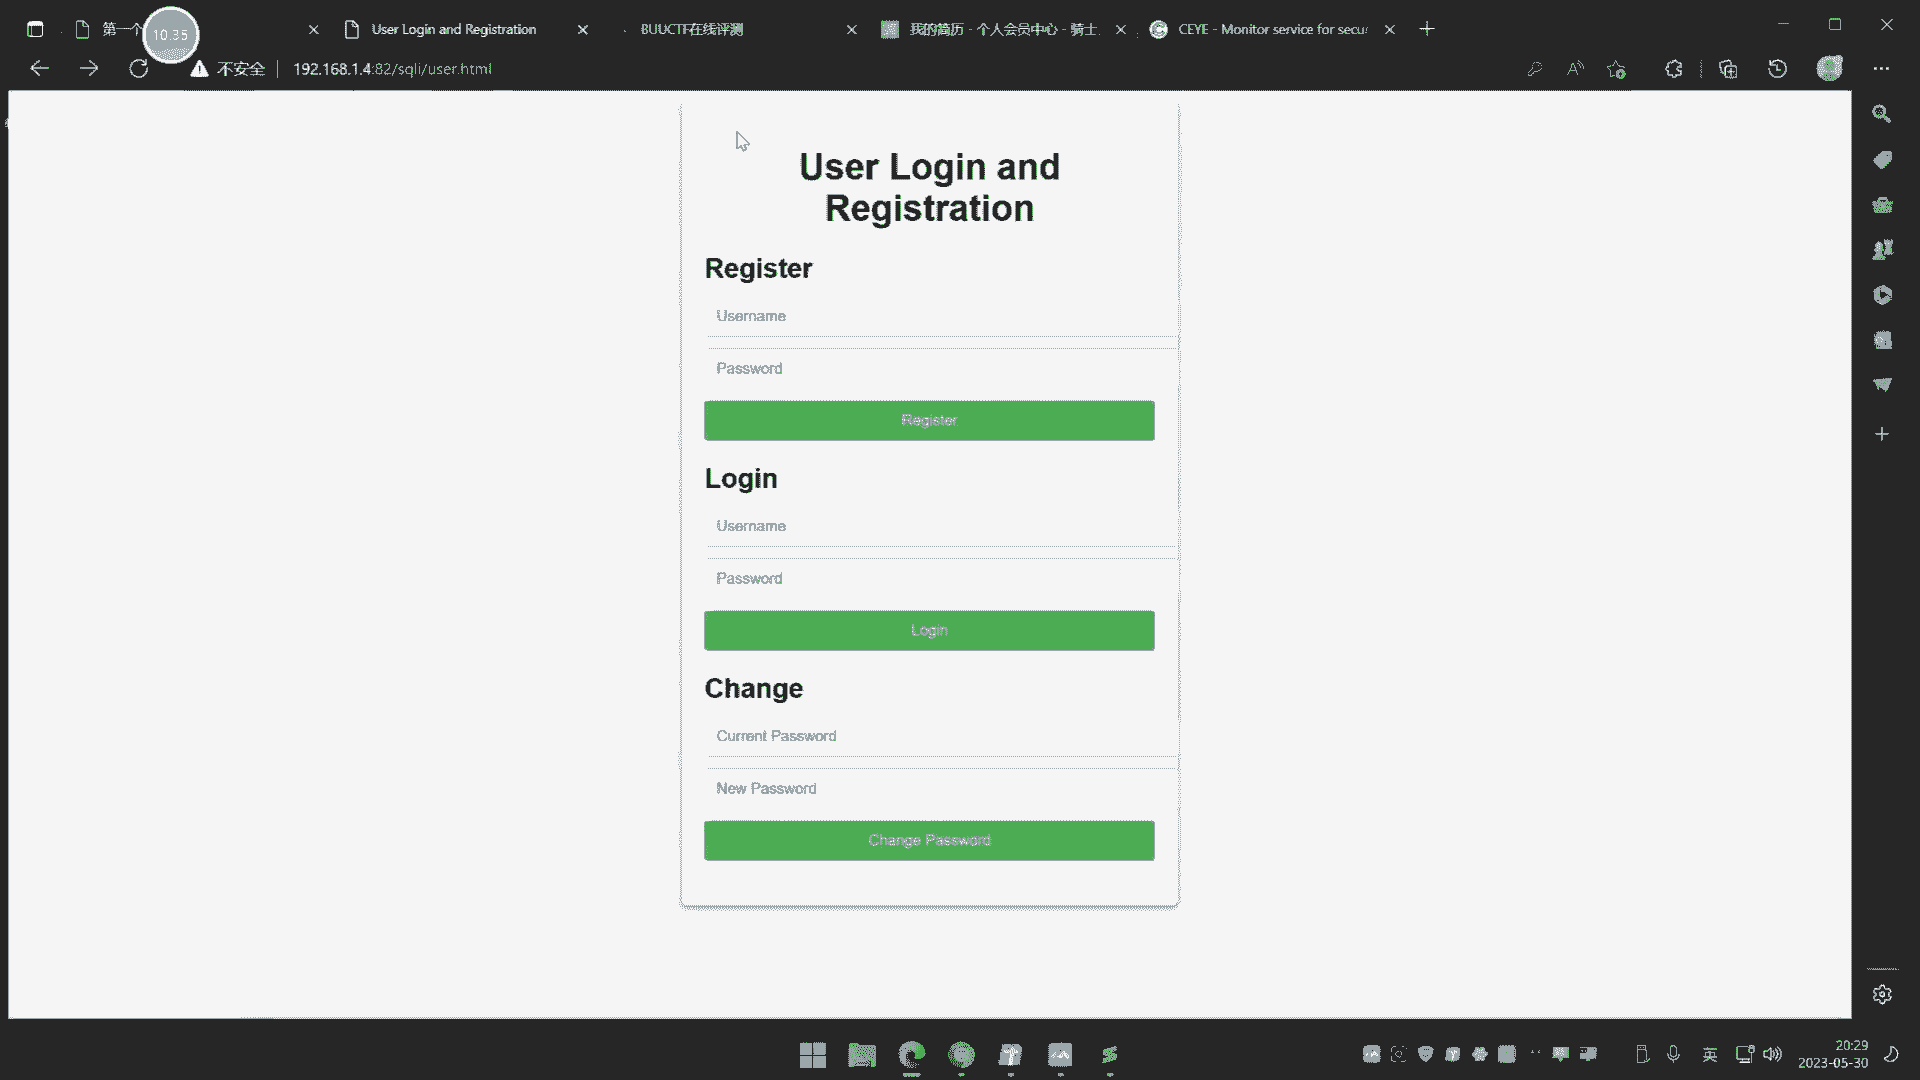 第一个
10:35
User Login and Registration
BUUCTF在线评测
我的简历 - 个人会员中心 - 骑士
CEYE - Monitor service for secu
不安全
192.168.1.4:82/sqli/user.html
User Login and
Registration
Register
Username
Password
Register
Login
Username
Password
Login
Change
Current Password
New Password
Change Password
英
20:29
2023-05-30